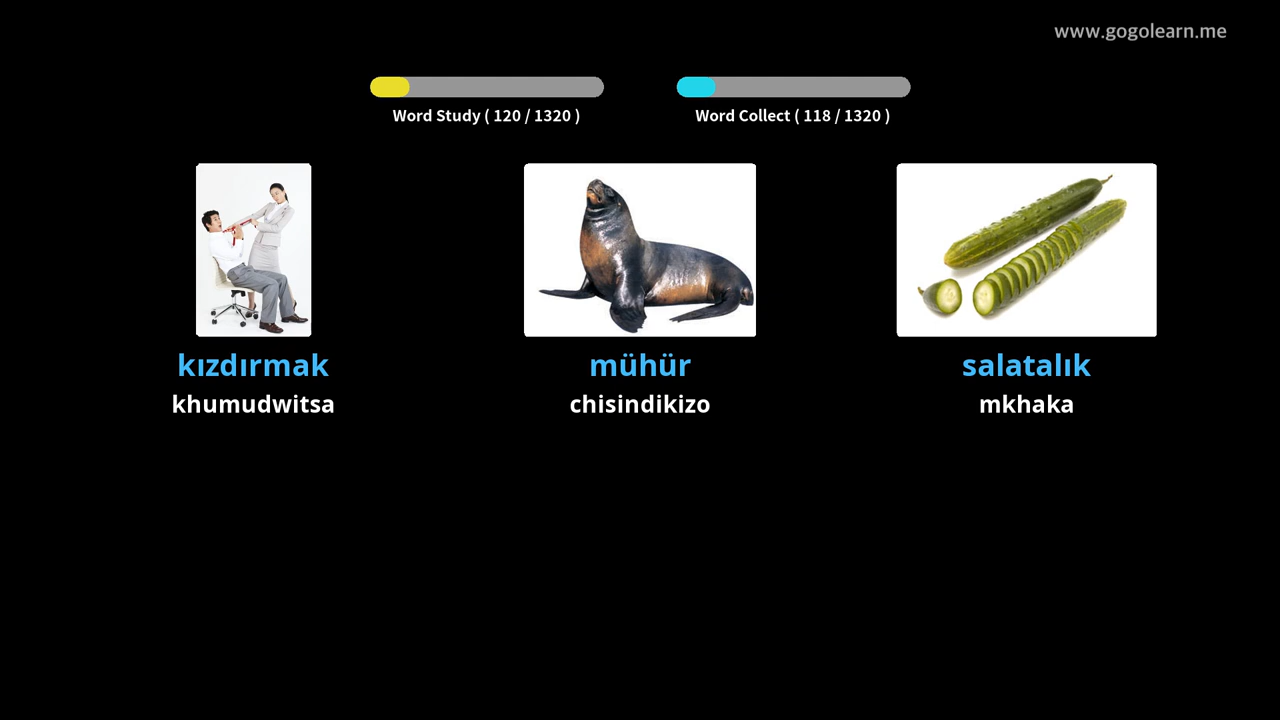 www.gogolearn.me
Word Study ( 120 / 1320 )
Word Collect ( 118 / 1320 )
kızdırmak
khumudwitsa
mühür
chisindikizo
salatalık
mkhaka